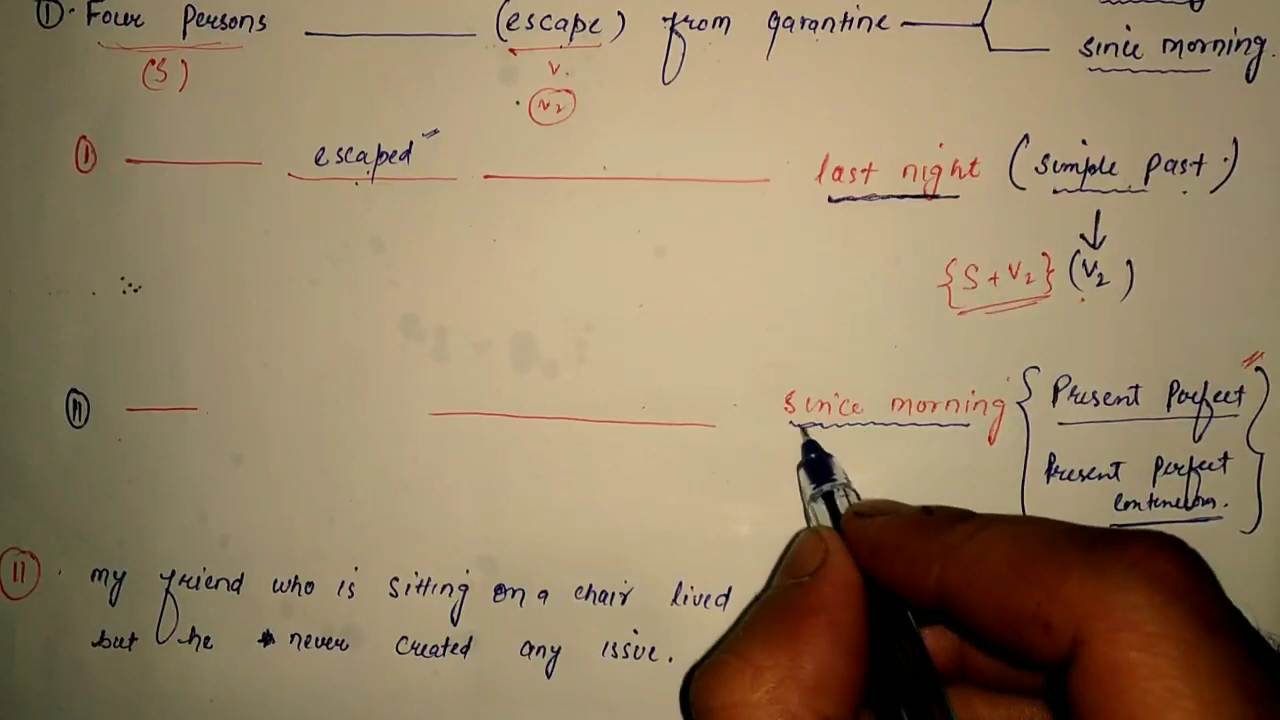 ① Four Persons ______ (escape) from qarantine
since morning.
(S) V.
V2
① ______ escaped ______ last night (Simple Past.)
{S + V2} (V2)
② ______ ______ since morning { Present Perfect
Present Perfect
Conteneous. }
11. my friend who is sitting on a chair lived
but he never created any issue.